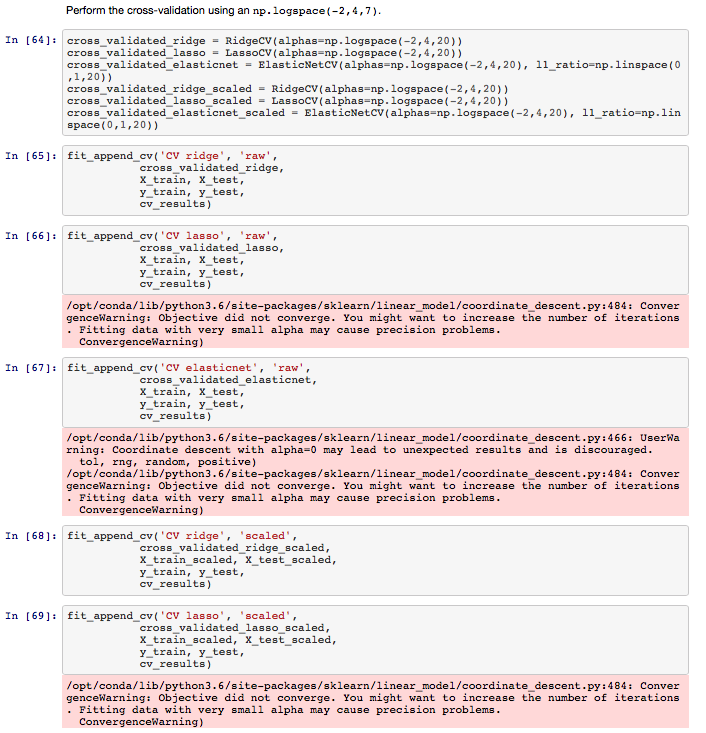 Perform the cross-validation using an np.logspace(-2,4,7).
In [64]: cross_validated_ridge = RidgeCV(alphas=np.logspace(-2,4,20))
cross_validated_lasso = LassoCV(alphas=np.logspace(-2,4,20))
cross_validated_elasticnet = ElasticNetCV(alphas=np.logspace(-2,4,20), l1_ratio=np.linspace(0
,1,20))
cross_validated_ridge_scaled = RidgeCV(alphas=np.logspace(-2,4,20))
cross_validated_lasso_scaled = LassoCV(alphas=np.logspace(-2,4,20))
cross_validated_elasticnet_scaled = ElasticNetCV(alphas=np.logspace(-2,4,20), l1_ratio=np.lin
space(0,1,20))
In [65]: fit_append_cv('CV ridge', 'raw',
cross_validated_ridge,
X_train, X_test,
y_train, y_test,
cv_results)
In [66]: fit_append_cv('CV lasso', 'raw',
cross_validated_lasso,
X_train, X_test,
y_train, y_test,
cv_results)
/opt/conda/lib/python3.6/site-packages/sklearn/linear_model/coordinate_descent.py:484: Conver
genceWarning: Objective did not converge. You might want to increase the number of iterations
. Fitting data with very small alpha may cause precision problems.
ConvergenceWarning)
In [67]: fit_append_cv('CV elasticnet', 'raw',
cross_validated_elasticnet,
X_train, X_test,
y_train, y_test,
cv_results)
/opt/conda/lib/python3.6/site-packages/sklearn/linear_model/coordinate_descent.py:466: UserWa
rning: Coordinate descent with alpha=0 may lead to unexpected results and is discouraged.
tol, rng, random, positive)
/opt/conda/lib/python3.6/site-packages/sklearn/linear_model/coordinate_descent.py:484: Conver
genceWarning: Objective did not converge. You might want to increase the number of iterations
. Fitting data with very small alpha may cause precision problems.
ConvergenceWarning)
In [68]: fit_append_cv('CV ridge', 'scaled',
cross_validated_ridge_scaled,
X_train_scaled, X_test_scaled,
y_train, y_test,
cv_results)
In [69]: fit_append_cv('CV lasso', 'scaled',
cross_validated_lasso_scaled,
X_train_scaled, X_test_scaled,
y_train, y_test,
cv_results)
/opt/conda/lib/python3.6/site-packages/sklearn/linear_model/coordinate_descent.py:484: Conver
genceWarning: Objective did not converge. You might want to increase the number of iterations
. Fitting data with very small alpha may cause precision problems.
ConvergenceWarning)